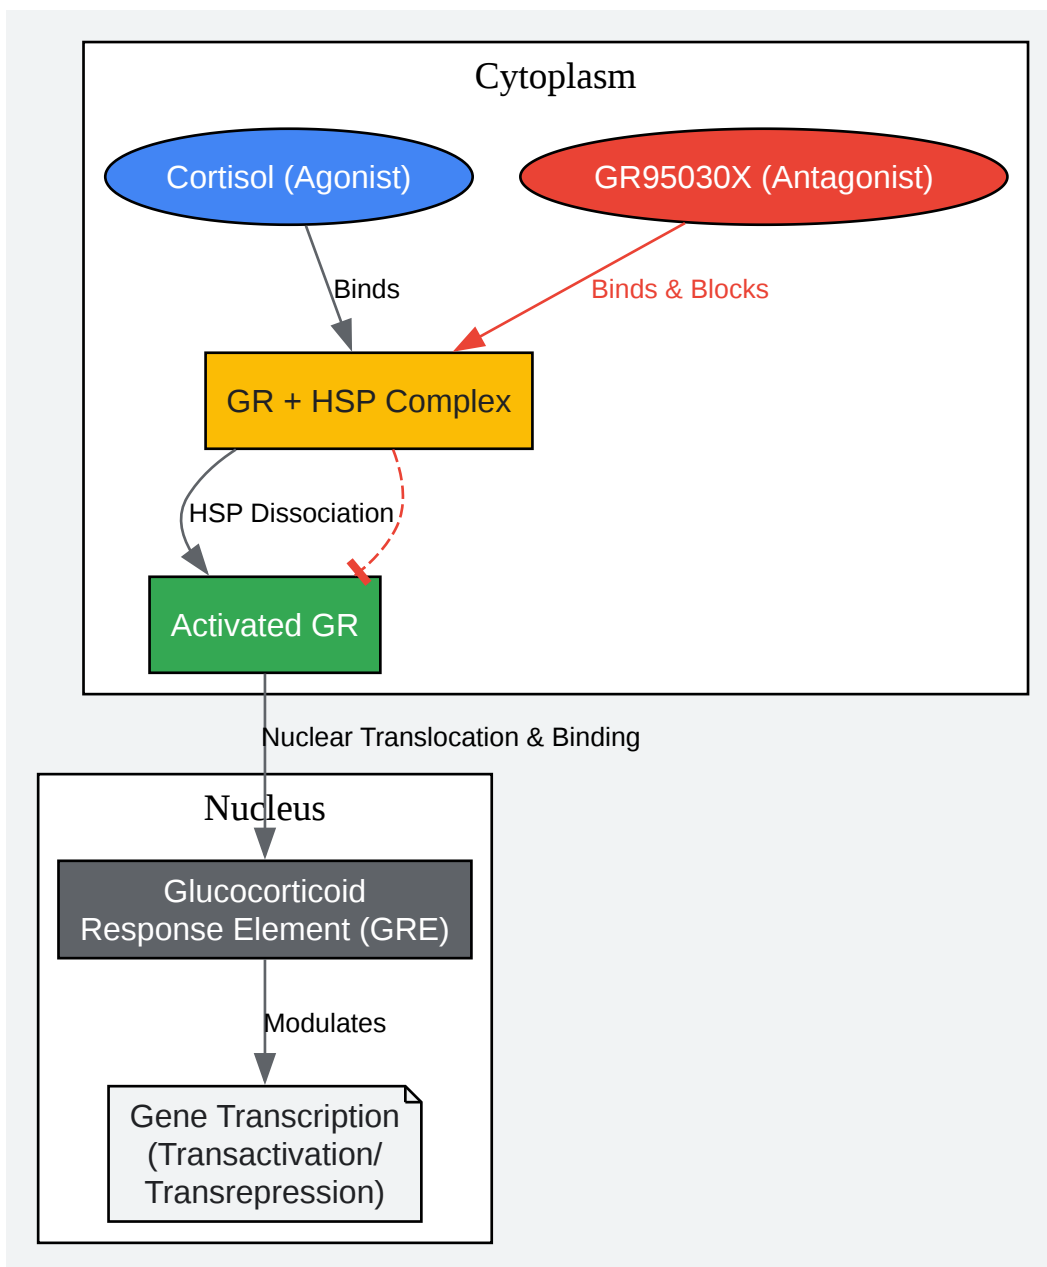 Cytoplasm
Cortisol (Agonist)
GR95030X (Antagonist)
Binds
Binds & Blocks
GR + HSP Complex
HSP Dissociation
Activated GR
Nuclear Translocation & Binding
Nucleus
Glucocorticoid
Response Element (GRE)
Modulates
Gene Transcription
(Transactivation/
Transrepression)